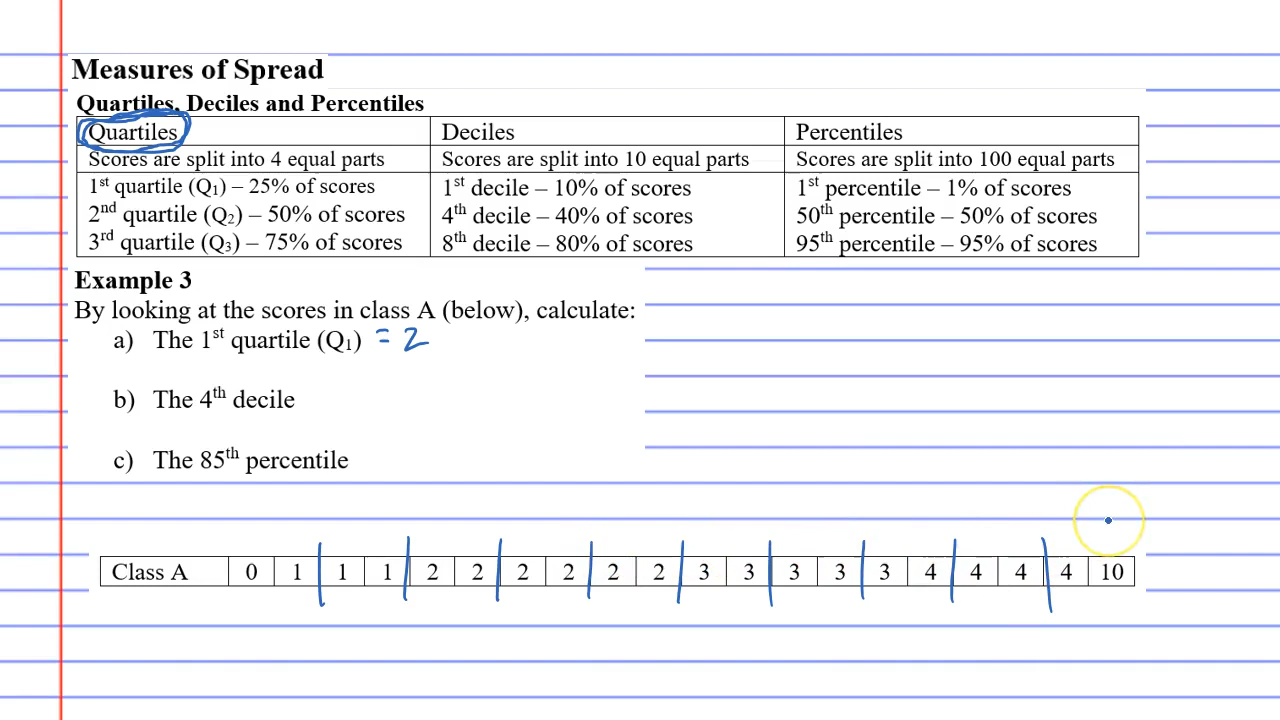 Measures of Spread
Quartiles, Deciles and Percentiles
Quartiles Deciles Percentiles
Scores are split into 4 equal parts Scores are split into 10 equal parts Scores are split into 100 equal parts
1st quartile (Q1) – 25% of scores 1st decile – 10% of scores 1st percentile – 1% of scores
2nd quartile (Q2) – 50% of scores 4th decile – 40% of scores 50th percentile – 50% of scores
3rd quartile (Q3) – 75% of scores 8th decile – 80% of scores 95th percentile – 95% of scores
Example 3
By looking at the scores in class A (below), calculate:
a) The 1st quartile (Q1) = 2
b) The 4th decile
c) The 85th percentile
Class A 0 1 1 1 2 2 2 2 2 2 3 3 3 3 3 4 4 4 4 10